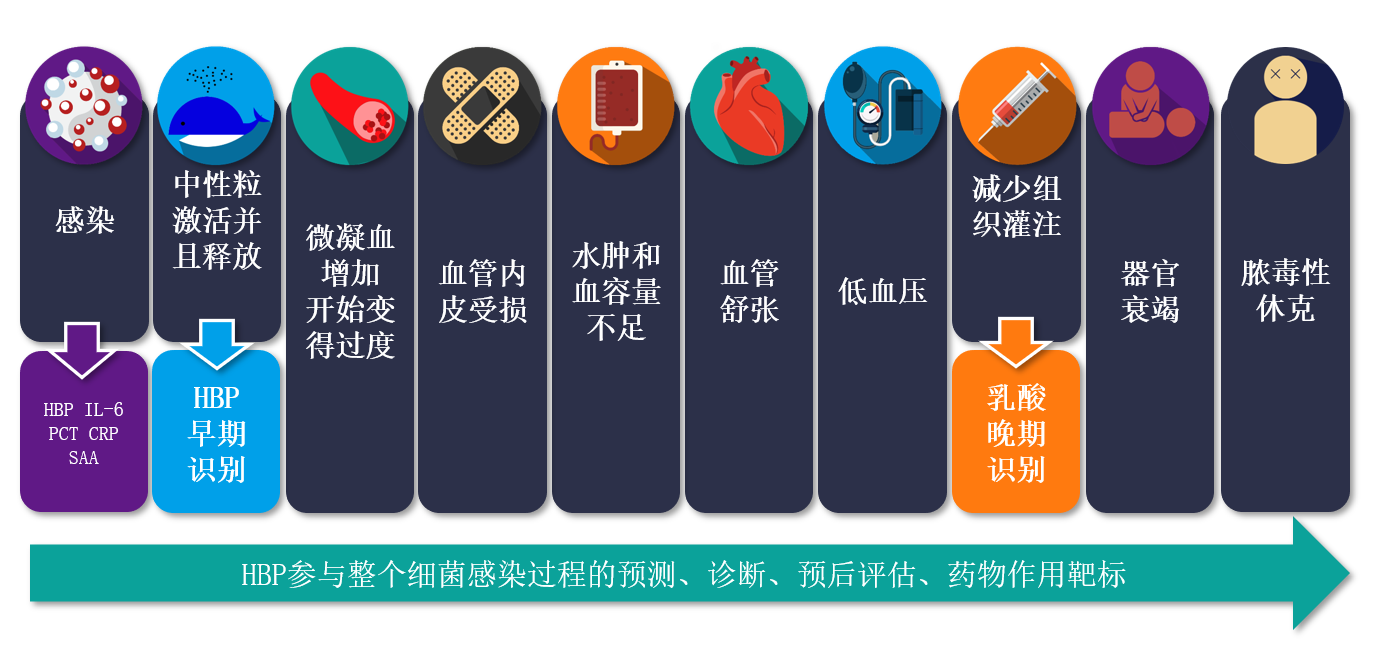 感染
HBP IL-6
PCT CRP
SAA
中性粒
激活并
且释放
HBP
早期
识别
微凝血
增加
开始变
得过度
血管内
皮受损
水肿和
血容量
不足
血管
舒张
低血压
减少组
织灌注
乳酸
晚期
识别
器官
衰竭
脓毒性
休克
HBP参与整个细菌感染过程的预测、诊断、预后评估、药物作用靶标